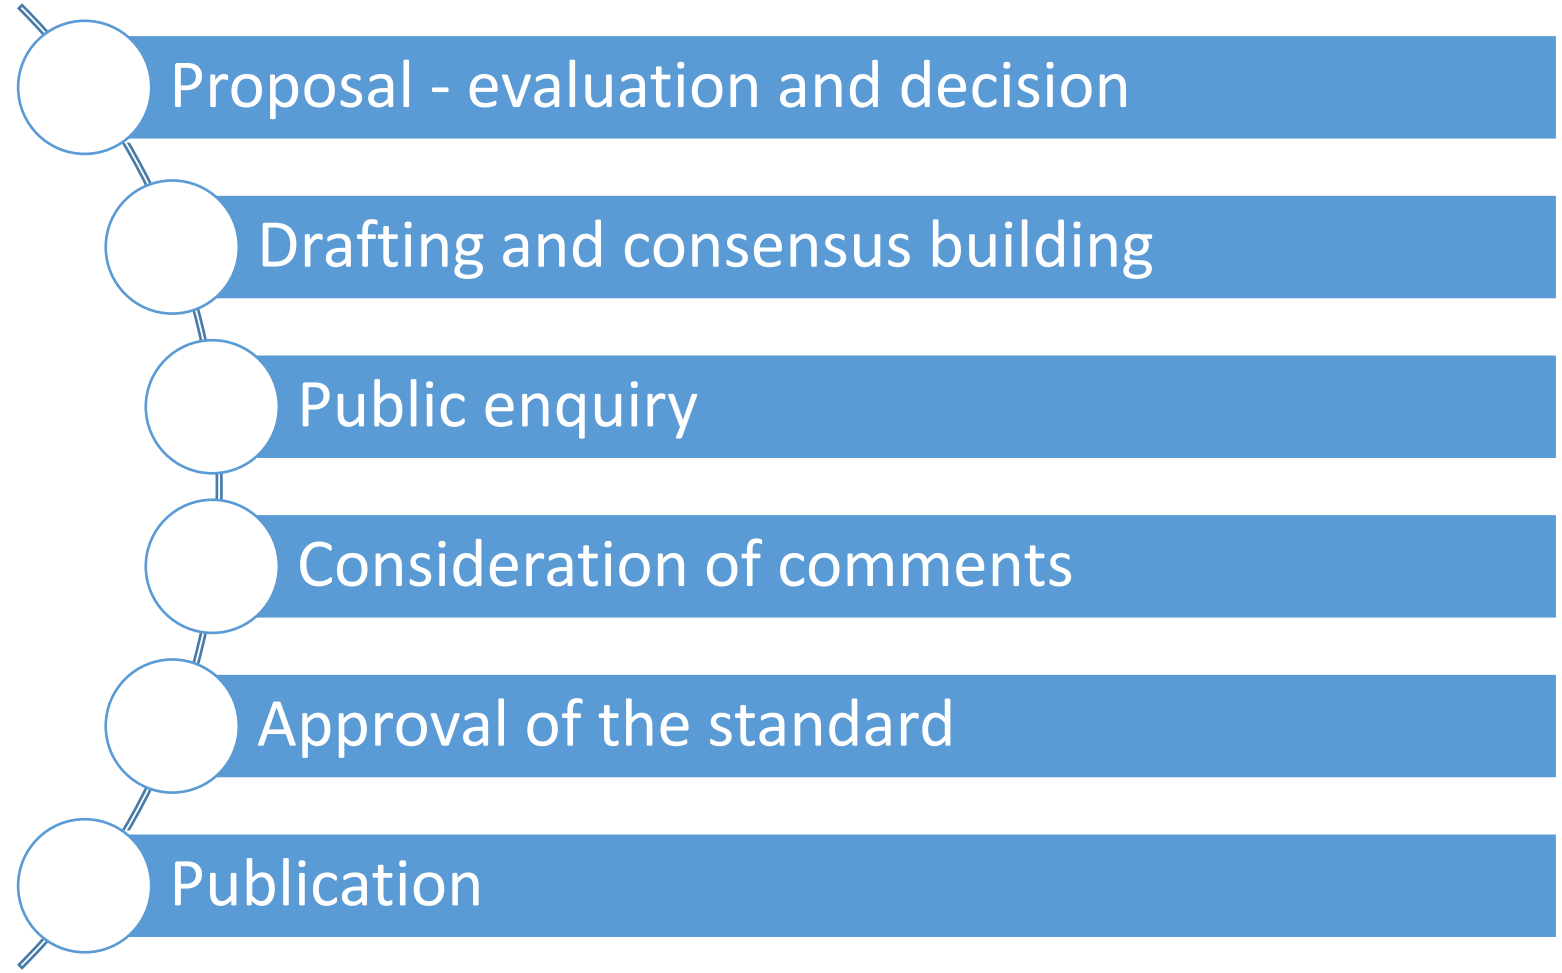 Proposal - evaluation and decision
Drafting and consensus building
Public enquiry
Consideration of comments
Approval of the standard
Publication